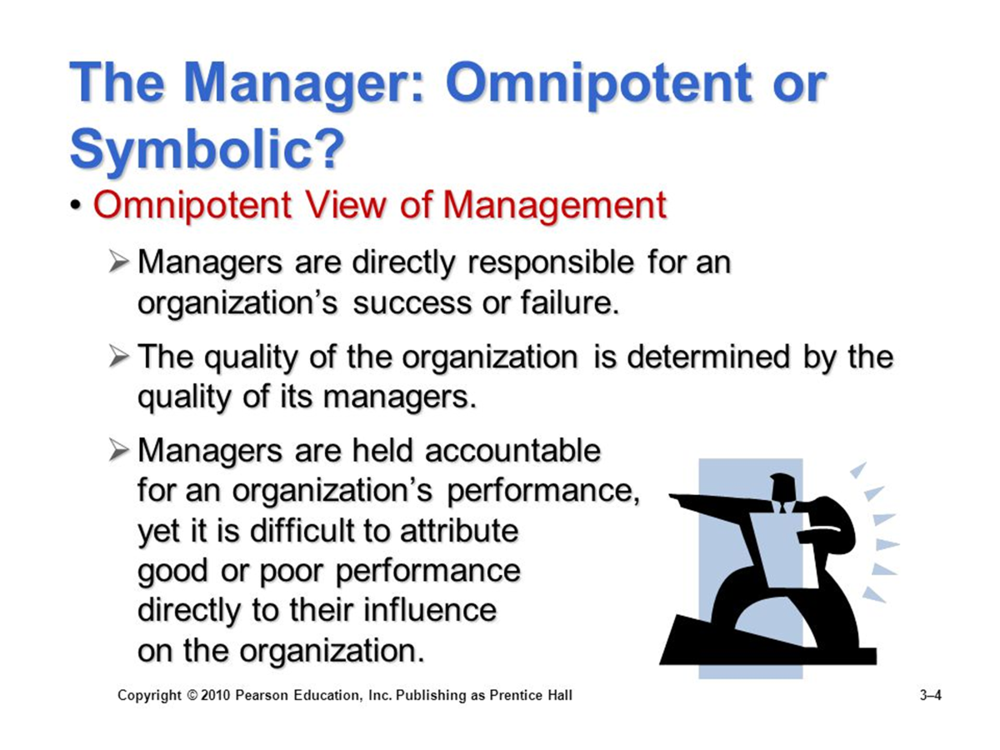 The Manager: Omnipotent or
Symbolic?
• Omnipotent View of Management
➢ Managers are directly responsible for an
organization’s success or failure.
➢ The quality of the organization is determined by the
quality of its managers.
➢ Managers are held accountable
for an organization’s performance,
yet it is difficult to attribute
good or poor performance
directly to their influence
on the organization.
Copyright © 2010 Pearson Education, Inc. Publishing as Prentice Hall
3–4